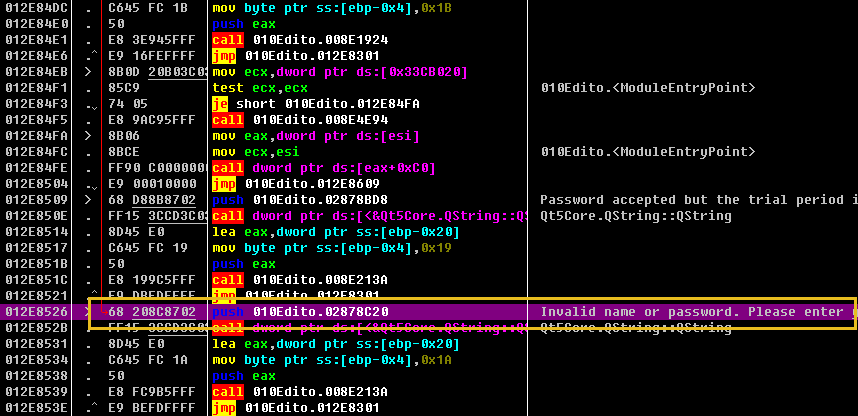 012E84DC . C645 FC 1B mov byte ptr ss:[ebp-0x4],0x1B
012E84E0 . 50 push eax
012E84E1 . E8 3E945FFF call 010Edito.008E1924
012E84E6 .^ E9 16FEFFFF jmp 010Edito.012E8301
012E84EB > 8B0D 20B03C03 mov ecx,dword ptr ds:[0x33CB020]
012E84F1 . 85C9 test ecx,ecx 010Edito.<ModuleEntryPoint>
012E84F3 .⌄ 74 05 je short 010Edito.012E84FA
012E84F5 . E8 9AC95FFF call 010Edito.008E4E94
012E84FA > 8B06 mov eax,dword ptr ds:[esi]
012E84FC . 8BCE mov ecx,esi 010Edito.<ModuleEntryPoint>
012E84FE . FF90 C0000000 call dword ptr ds:[eax+0xC0]
012E8504 .⌄ E9 00010000 jmp 010Edito.012E8609
012E8509 > 68 D88B8702 push 010Edito.02878BD8 Password accepted but the trial period i
012E850E . FF15 3CCD3C03 call dword ptr ds:[<&Qt5Core.QString::QS Qt5Core.QString::QString
012E8514 . 8D45 E0 lea eax,dword ptr ss:[ebp-0x20]
012E8517 . C645 FC 19 mov byte ptr ss:[ebp-0x4],0x19
012E851B . 50 push eax
012E851C . E8 199C5FFF call 010Edito.008E213A
012E8521 .^ E9 DBFDFFFF jmp 010Edito.012E8301
012E8526 > 68 208C8702 push 010Edito.02878C20 Invalid name or password. Please enter
012E852B . FF15 3CCD3C03 call dword ptr ds:[<&Qt5Core.QString::QS Qt5Core.QString::QString
012E8531 . 8D45 E0 lea eax,dword ptr ss:[ebp-0x20]
012E8534 . C645 FC 1A mov byte ptr ss:[ebp-0x4],0x1A
012E8538 . 50 push eax
012E8539 . E8 FC9B5FFF call 010Edito.008E213A
012E853E .^ E9 BEFDFFFF jmp 010Edito.012E8301